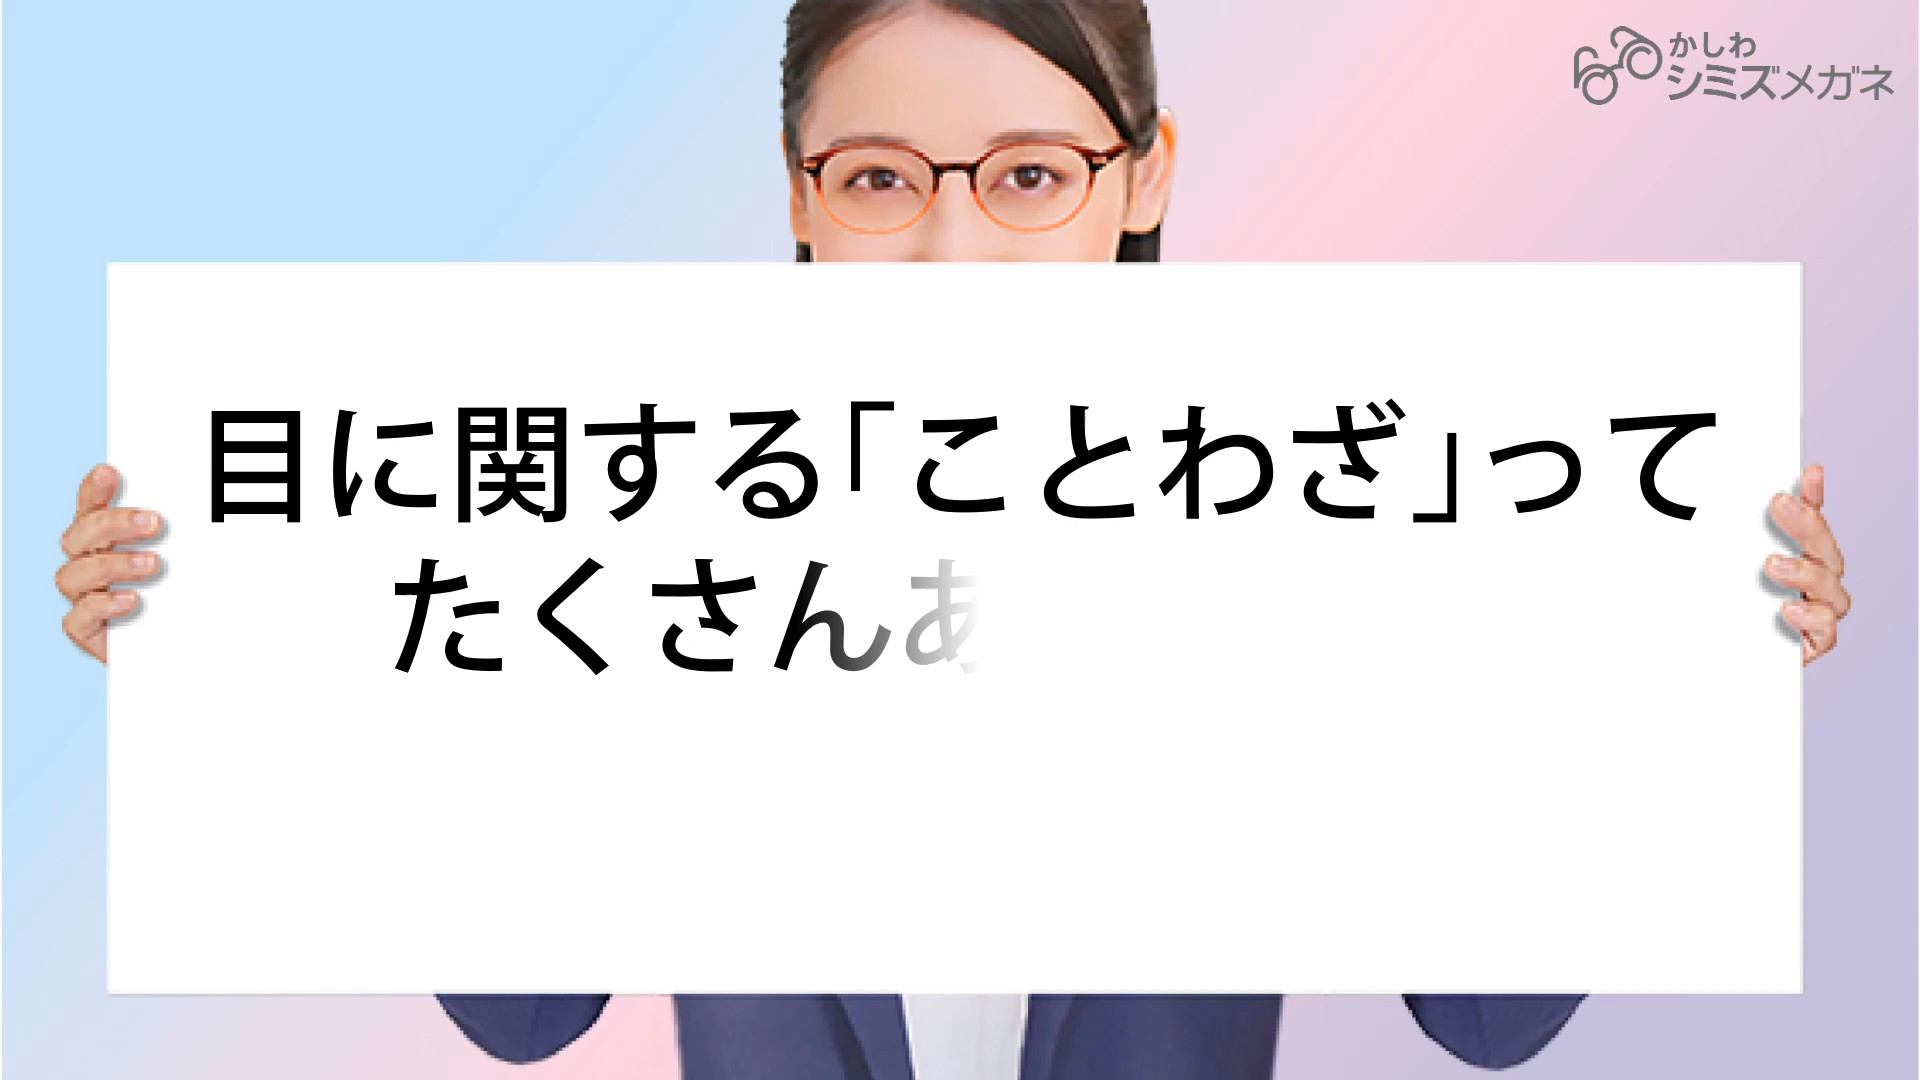 かしわ
シミズメガネ
目に関する「ことわざ」って
たくさんあ